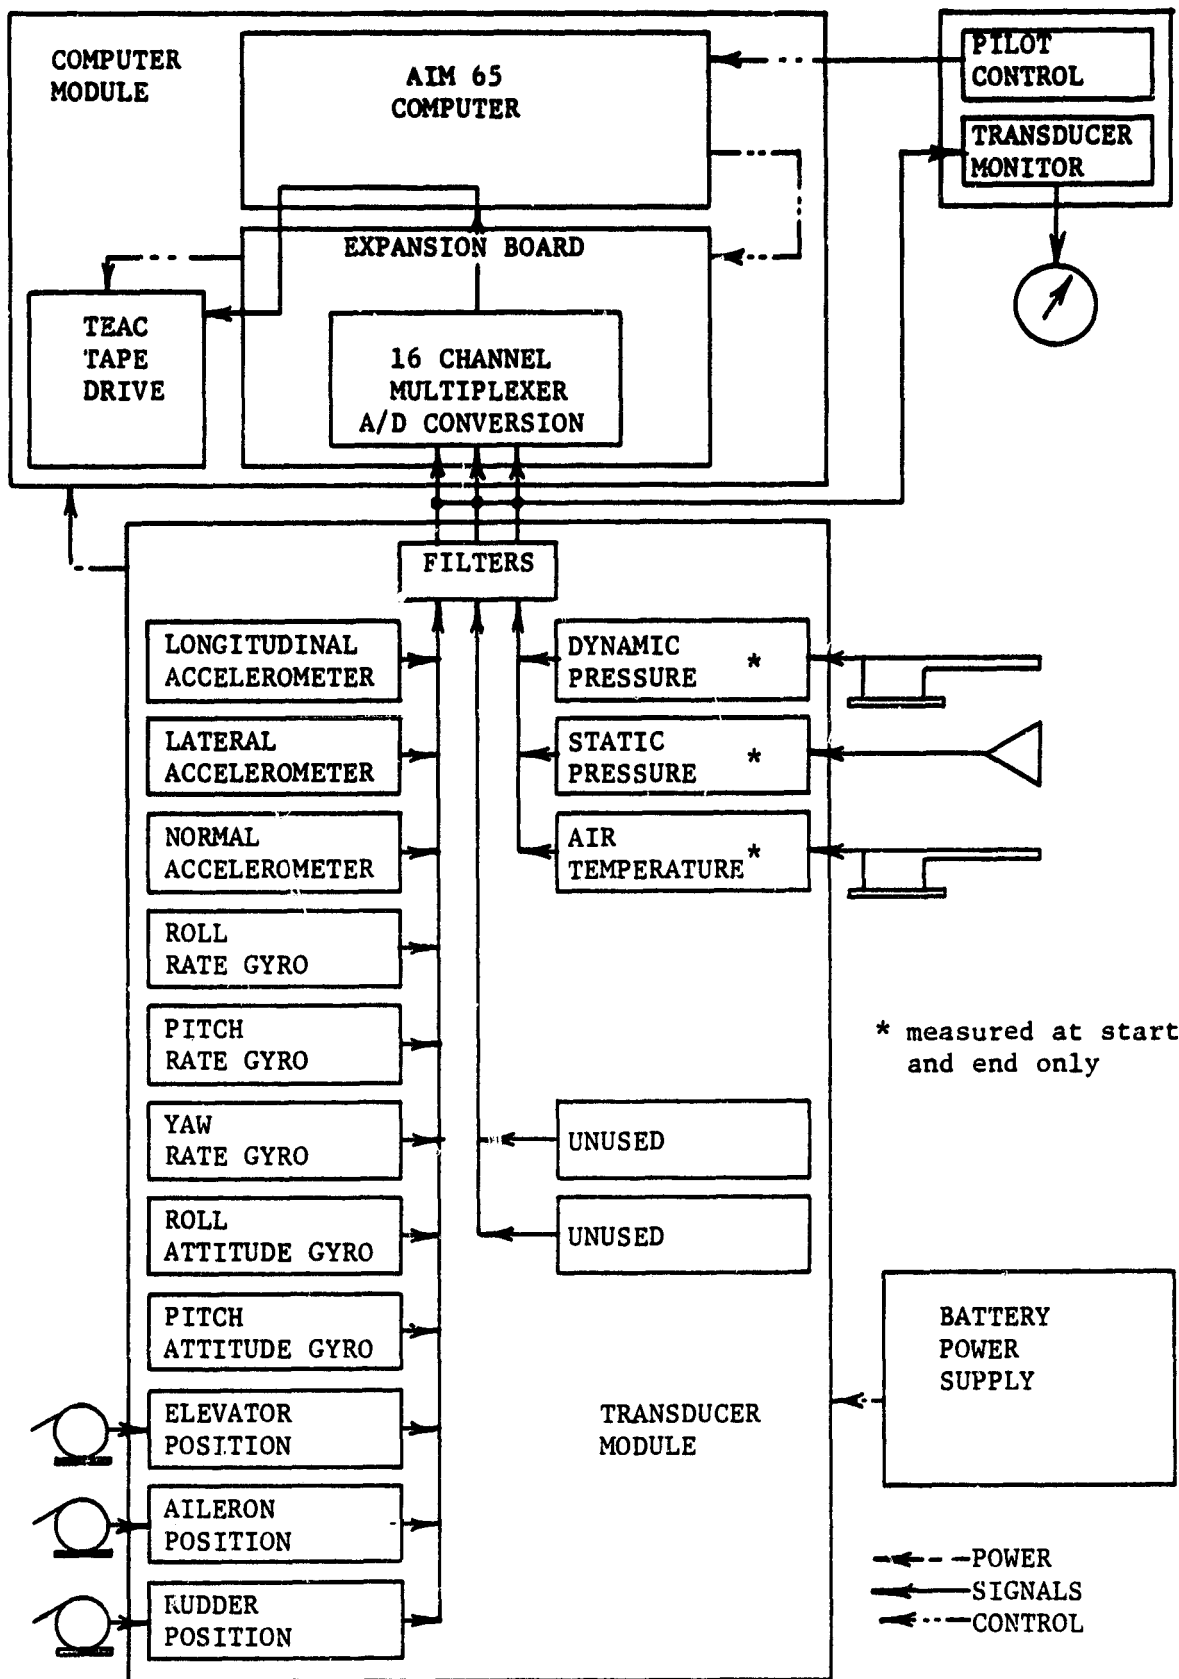 COMPUTER
MODULE
AIM 65
COMPUTER
PILOT
CONTROL
TRANSDUCER
MONITOR
EXPANSION BOARD
TEAC
TAPE
DRIVE
16 CHANNEL
MULTIPLEXER
A/D CONVERSION
FILTERS
LONGITUDINAL
ACCELEROMETER
LATERAL
ACCELEROMETER
NORMAL
ACCELEROMETER
ROLL
RATE GYRO
PITCH
RATE GYRO
YAW
RATE GYRO
ROLL
ATTITUDE GYRO
PITCH
ATTITUDE GYRO
ELEVATOR
POSITION
AILERON
POSITION
RUDDER
POSITION
DYNAMIC
PRESSURE *
STATIC
PRESSURE *
AIR
TEMPERATURE *
* measured at start
and end only
UNUSED
UNUSED
TRANSDUCER
MODULE
BATTERY
POWER
SUPPLY
POWER
SIGNALS
CONTROL